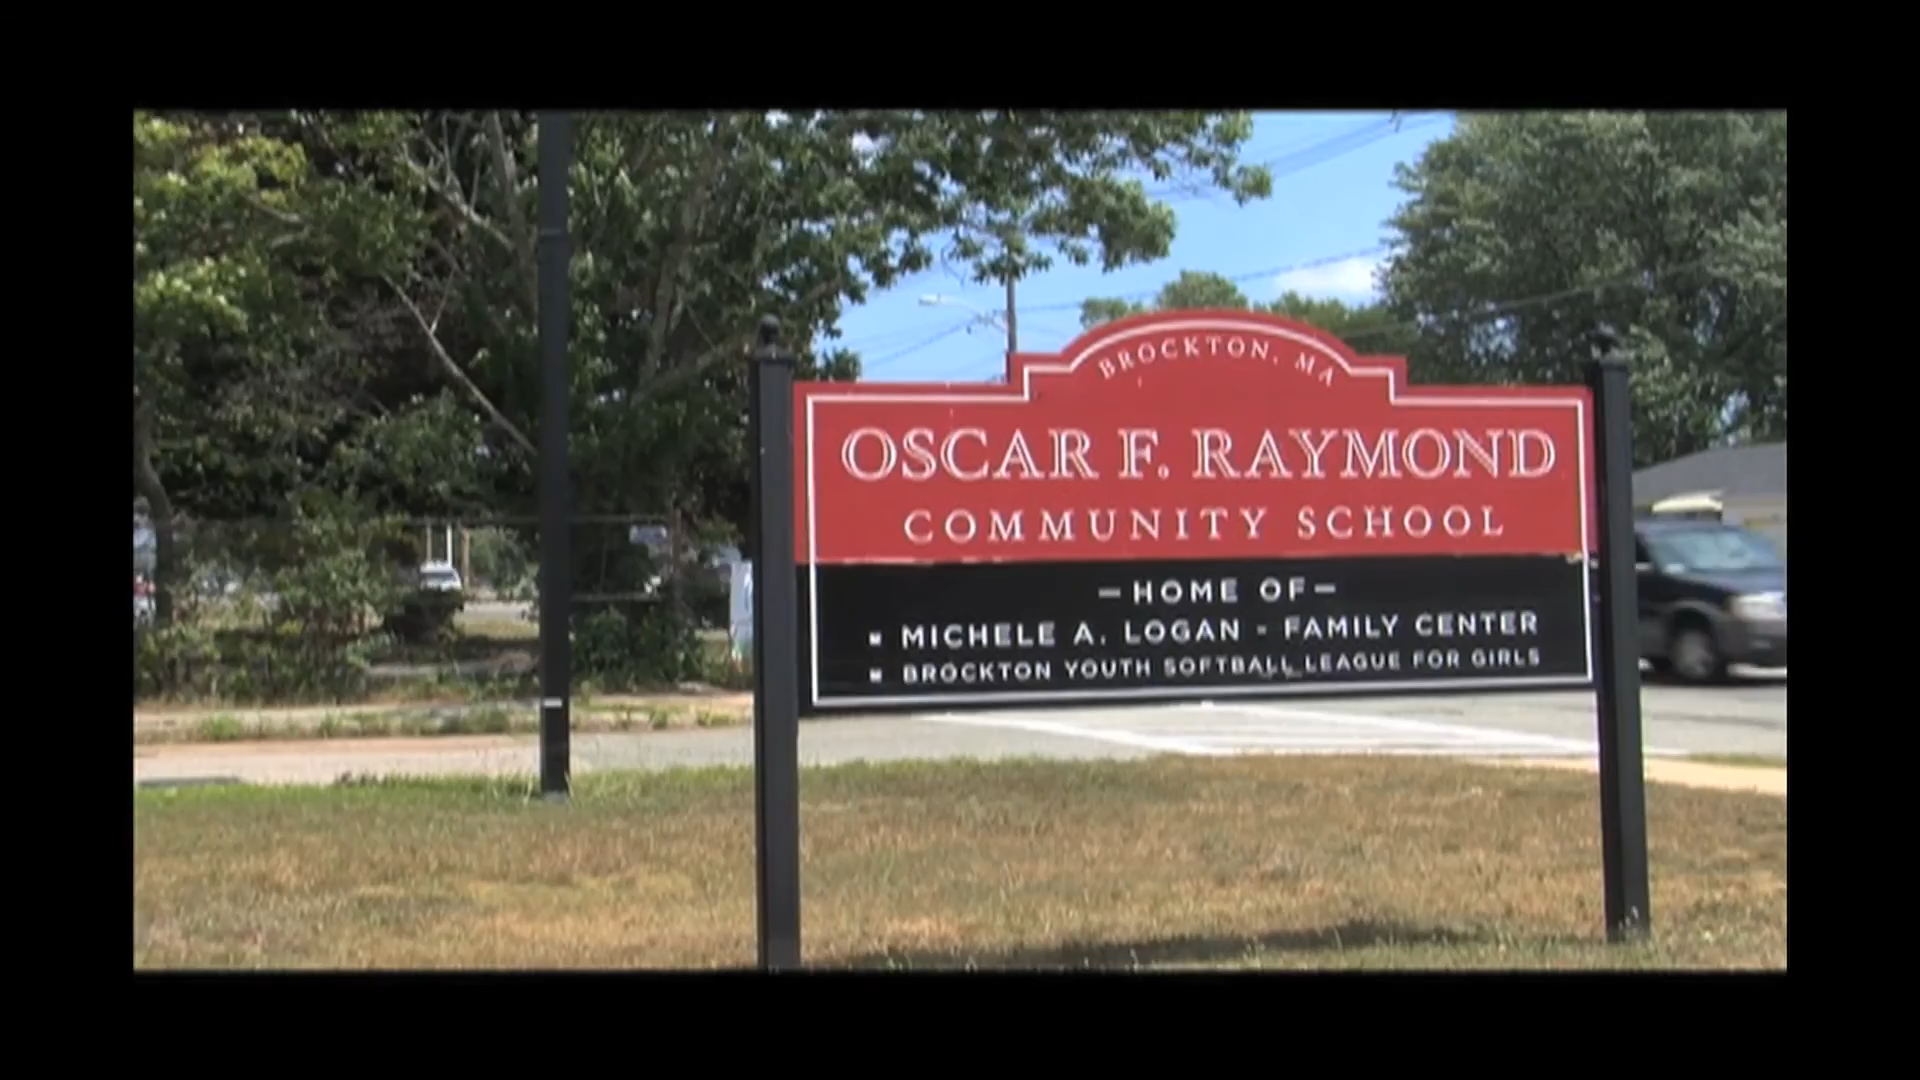 BROCKTON, MA
OSCAR F. RAYMOND
COMMUNITY SCHOOL
—HOME OF—
▪ MICHELE A. LOGAN - FAMILY CENTER
▪ BROCKTON YOUTH SOFTBALL LEAGUE FOR GIRLS